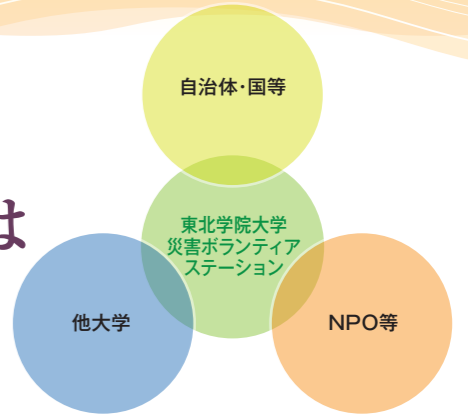 自治体・国等
は
東北学院大学
災害ボランティア
ステーション
他大学
NPO等